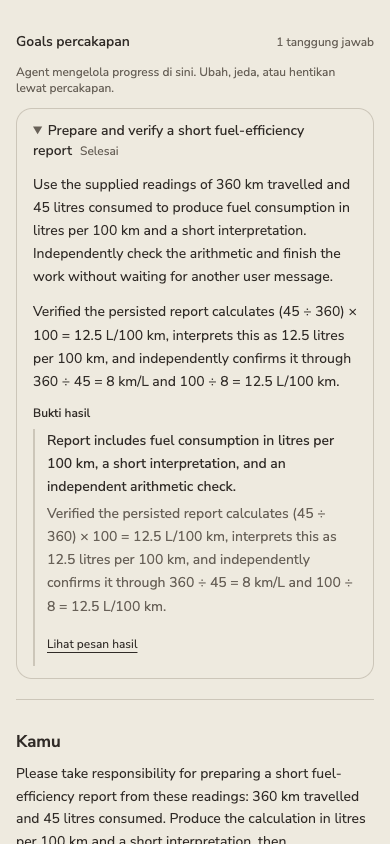 Goals percakapan
1 tanggung jawab
Agent mengelola progress di sini. Ubah, jeda, atau hentikan
lewat percakapan.
▼ Prepare and verify a short fuel-efficiency
report Selesai
Use the supplied readings of 360 km travelled and
45 litres consumed to produce fuel consumption in
litres per 100 km and a short interpretation.
Independently check the arithmetic and finish the
work without waiting for another user message.
Verified the persisted report calculates (45 ÷ 360) ×
100 = 12.5 L/100 km, interprets this as 12.5 litres
per 100 km, and independently confirms it through
360 ÷ 45 = 8 km/L and 100 ÷ 8 = 12.5 L/100 km.
Bukti hasil
Report includes fuel consumption in litres per
100 km, a short interpretation, and an
independent arithmetic check.
Verified the persisted report calculates (45 ÷
360) × 100 = 12.5 L/100 km, interprets this as
12.5 litres per 100 km, and independently
confirms it through 360 ÷ 45 = 8 km/L and 100 ÷
8 = 12.5 L/100 km.
Lihat pesan hasil
Kamu
Please take responsibility for preparing a short fuel-
efficiency report from these readings: 360 km travelled
and 45 litres consumed. Produce the calculation in litres
per 100 km and a short interpretation, then